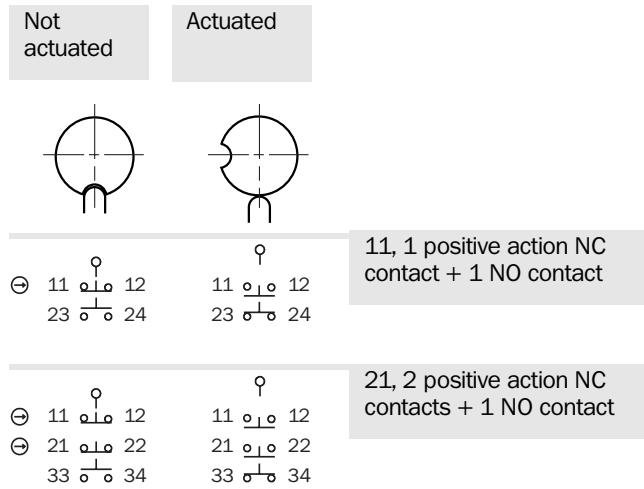 Not
actuated
Actuated
11, 1 positive action NC
contact + 1 NO contact
11 12 11 12
23 24 23 24
21, 2 positive action NC
contacts + 1 NO contact
11 12 11 12
21 22 21 22
33 34 33 34